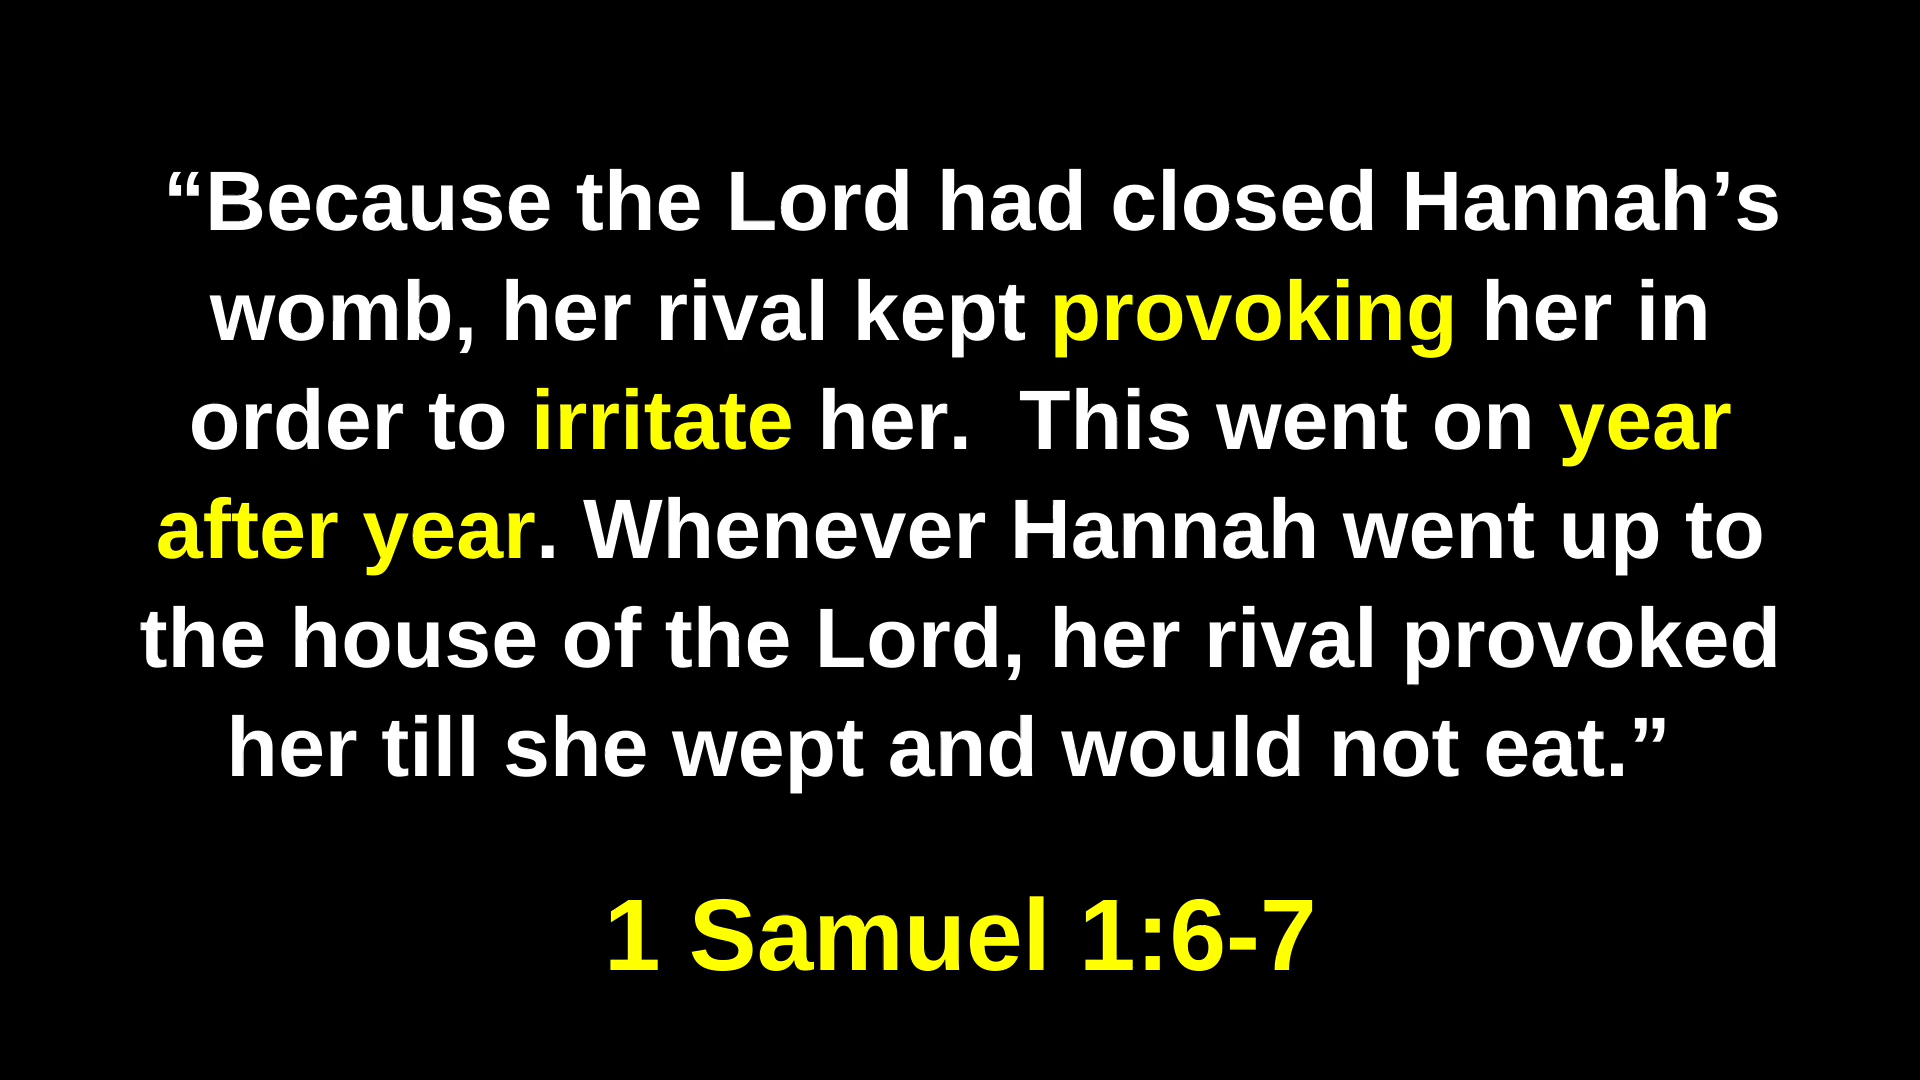 “Because the Lord had closed Hannah’s
womb, her rival kept provoking her in
order to irritate her.  This went on year
after year. Whenever Hannah went up to
the house of the Lord, her rival provoked
her till she wept and would not eat.”
1 Samuel 1:6-7